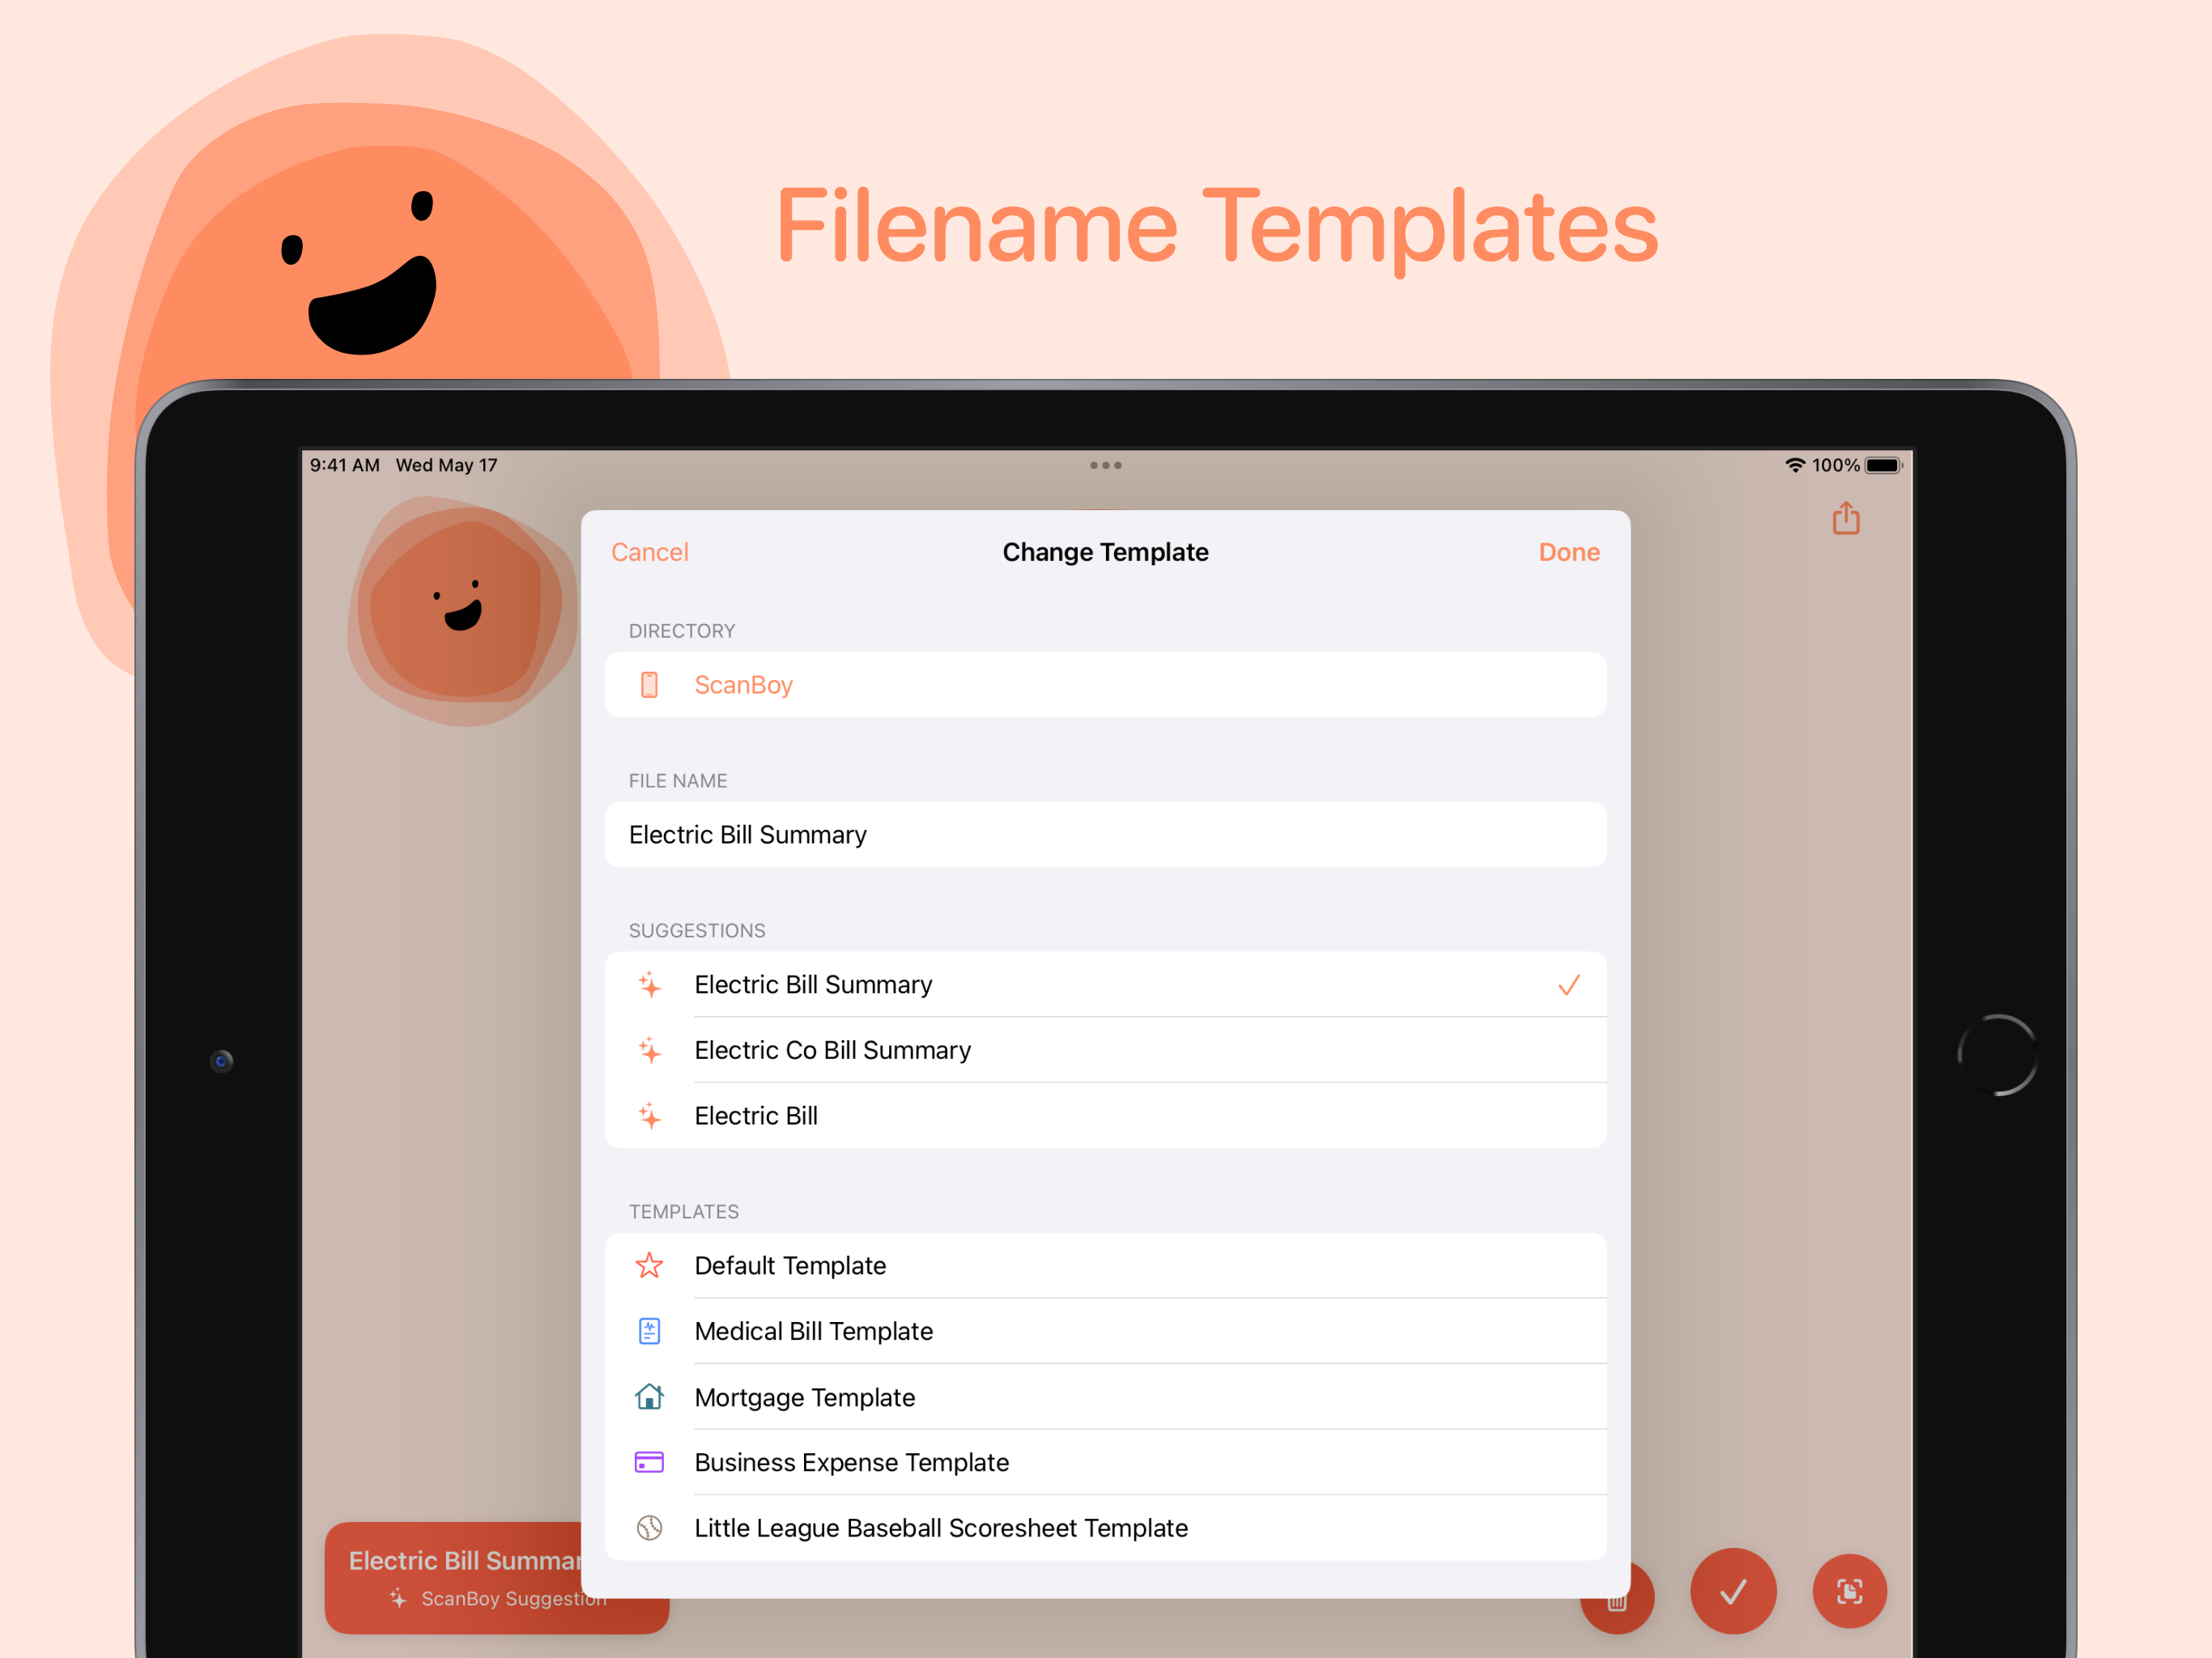 Filename Templates
9:41 AM Wed May 17
100%
Cancel
Change Template
Done
DIRECTORY
ScanBoy
FILE NAME
Electric Bill Summary
SUGGESTIONS
Electric Bill Summary
Electric Co Bill Summary
Electric Bill
TEMPLATES
Default Template
Medical Bill Template
Mortgage Template
Business Expense Template
Little League Baseball Scoresheet Template
Electric Bill Summar
ScanBoy Suggestion